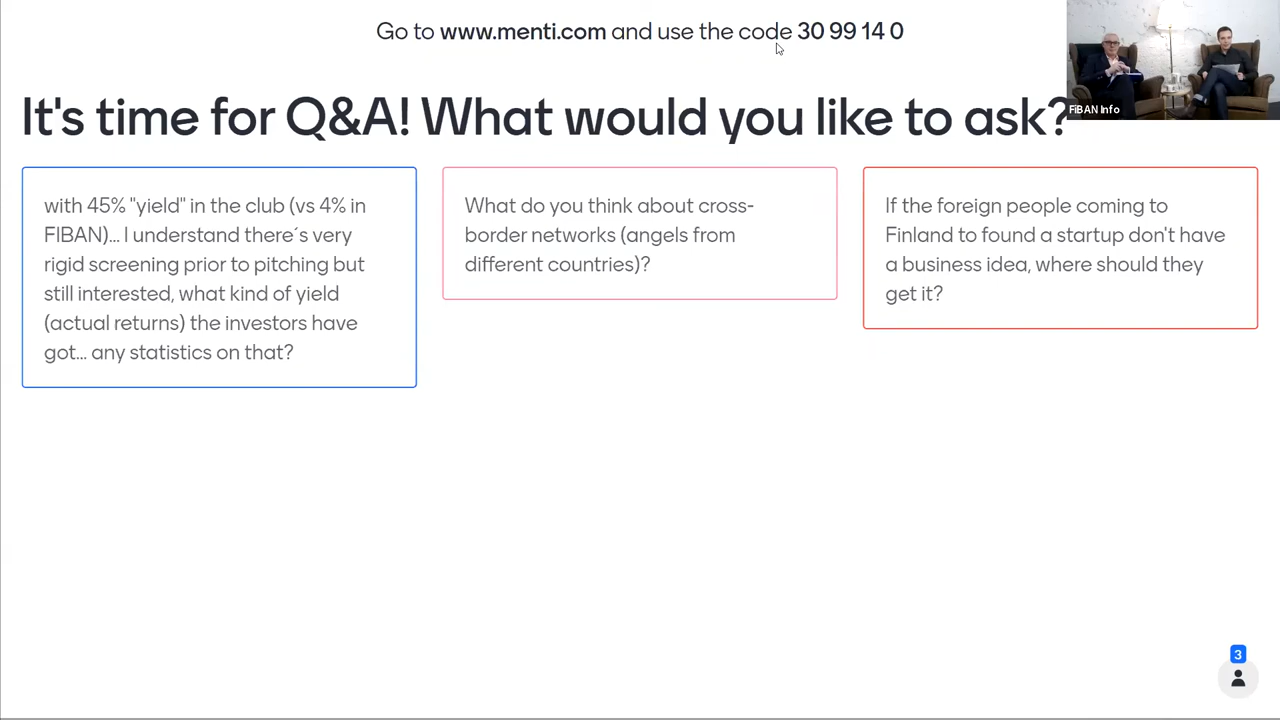 Go to www.menti.com and use the code 30 99 14 0
FiBAN Info
It's time for Q&A! What would you like to ask?
with 45% "yield" in the club (vs 4% in
FIBAN)... I understand there´s very
rigid screening prior to pitching but
still interested, what kind of yield
(actual returns) the investors have
got... any statistics on that?
What do you think about cross-
border networks (angels from
different countries)?
If the foreign people coming to
Finland to found a startup don't have
a business idea, where should they
get it?
3